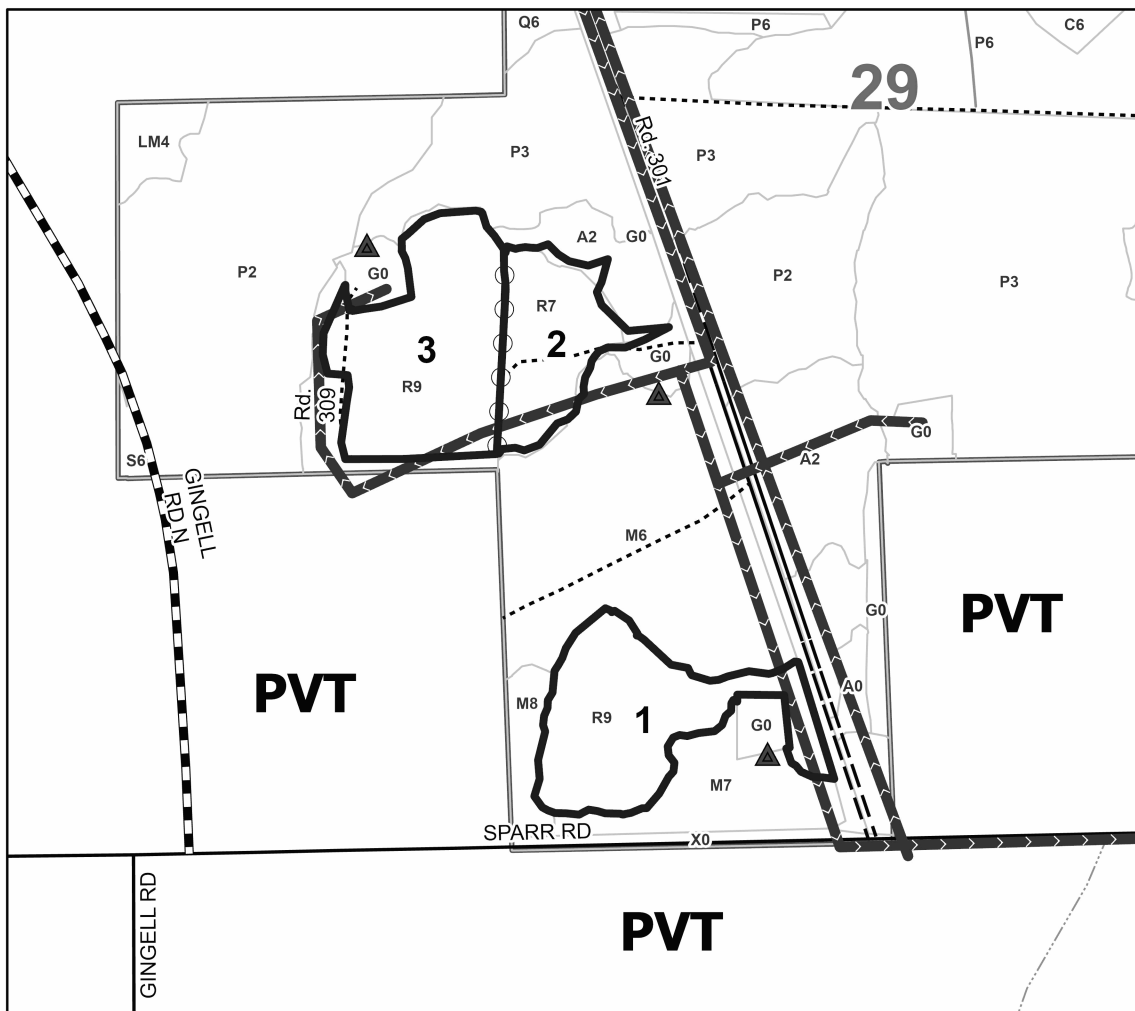 Q6
P6
C6
P6
29
LM4
P3
Rd. 301
P3
A2
G0
P2
G0
P2
P3
R7
3
2
R9
G0
Rd.
309
G0
A2
S6
GINGELL
RD N
M6
G0
PVT
PVT
M8
R9
1
A0
G0
M7
SPARR RD
X0
GINGELL RD
PVT